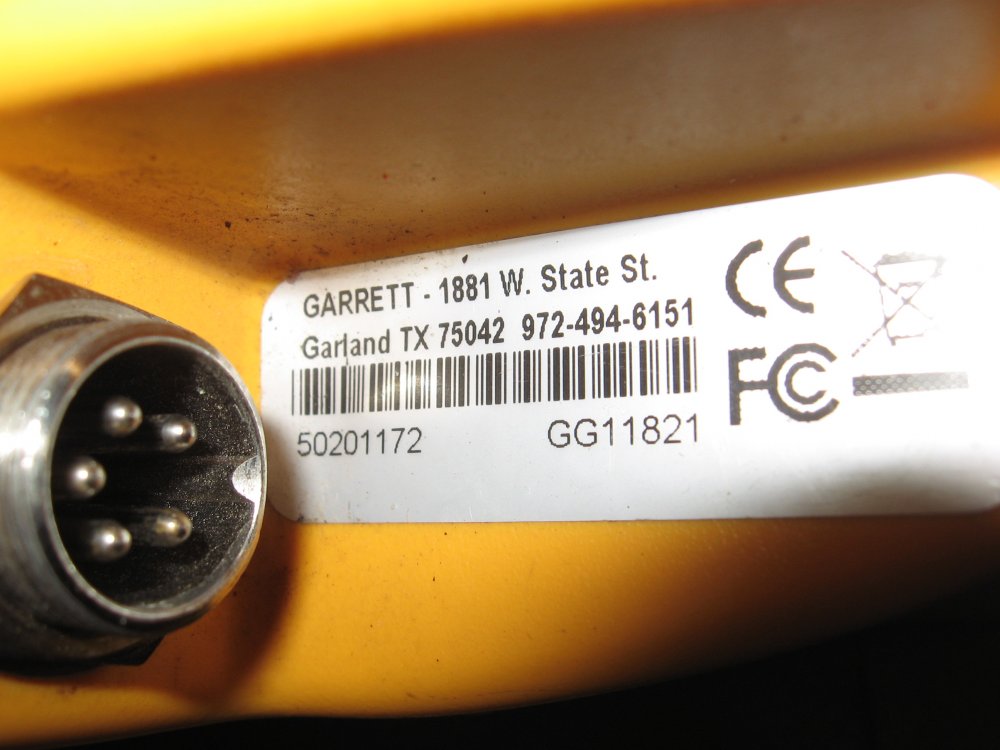 GARRETT - 1881 W. State St.
Garland TX 75042 972-494-6151
50201172 GG11821
CE
FC